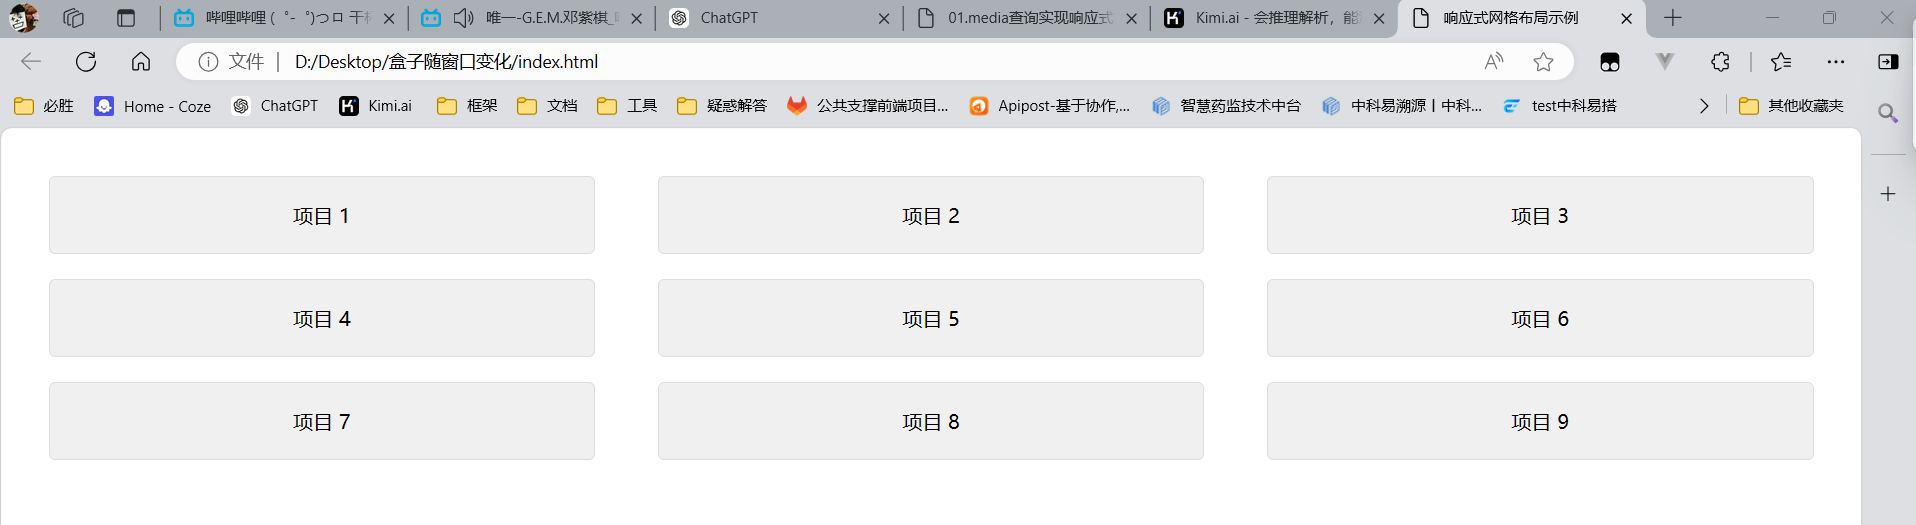 哔哩哔哩 ( ゜- ゜)つロ 干杯
唯一-G.E.M.邓紫棋_
ChatGPT
01.media查询实现响应式
Kimi.ai - 会推理解析，能
响应式网格布局示例
文件
D:/Desktop/盒子随窗口变化/index.html
必胜
Home - Coze
ChatGPT
Kimi.ai
框架
文档
工具
疑惑解答
公共支撑前端项目...
Apipost-基于协作,...
智慧药监技术中台
中科易溯源丨中科...
test中科易搭
其他收藏夹
项目 1
项目 2
项目 3
项目 4
项目 5
项目 6
项目 7
项目 8
项目 9